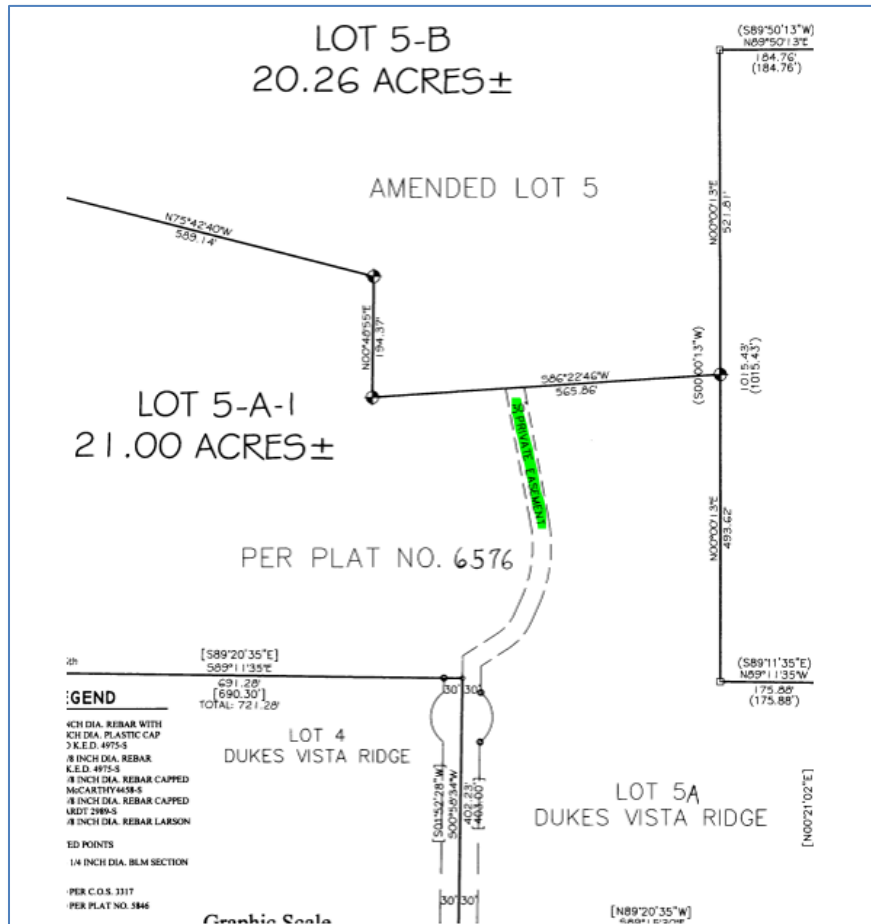 LOT 5-B
20.26 ACRES±
(S89°50'13"W)
N89°50'13"E
184.76'
(184.76')
AMENDED LOT 5
N75°42'40"W
589.14'
N00°00'13"E
521.81'
N00°48'55"E
194.37'
(S00°00'13"W)
1015.43'
(1015.43')
S86°22'46"W
565.86'
LOT 5-A-1
21.00 ACRES±
PRIVATE EASEMENT
N00°00'13"E
493.62'
PER PLAT NO. 6576
[S89°20'35"E]
S89°11'35"E
691.28'
[690.30']
TOTAL: 721.28'
(S89°11'35"E)
N89°11'35"W
175.88'
(175.88')
30' 30'
EGEND
NCH DIA. REBAR WITH
NCH DIA. PLASTIC CAP
K.E.D. 4975-S
/8 INCH DIA. REBAR
K.E.D. 4975-S
/8 INCH DIA. REBAR CAPPED
McCARTHY4458-S
/8 INCH DIA. REBAR CAPPED
ARDT 2989-S
/8 INCH DIA. REBAR LARSON
TED POINTS
1/4 INCH DIA. BLM SECTION
PER C.O.S. 3317
PER PLAT NO. 5846
LOT 4
DUKES VISTA RIDGE
[S01°52'28"W]
S00°58'34"W
402.23'
[403.00']
LOT 5A
DUKES VISTA RIDGE
[N00°21'02"E]
30' 30'
[N89°20'35"W]
Graphic Scale